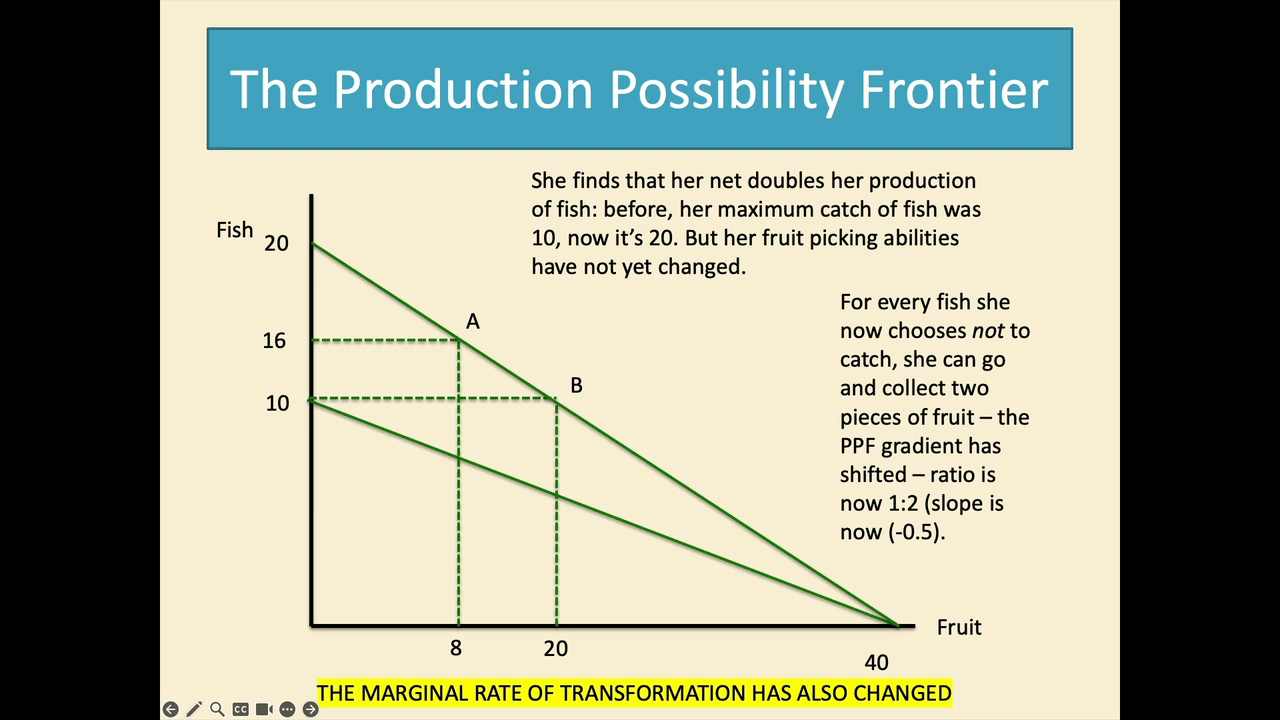 The Production Possibility Frontier
She finds that her net doubles her production
of fish: before, her maximum catch of fish was
10, now it’s 20. But her fruit picking abilities
have not yet changed.
Fish
20
For every fish she
now chooses not to
catch, she can go
and collect two
pieces of fruit – the
PPF gradient has
shifted – ratio is
now 1:2 (slope is
now (-0.5).
A
16
B
10
Fruit
8
20
40
THE MARGINAL RATE OF TRANSFORMATION HAS ALSO CHANGED
CC